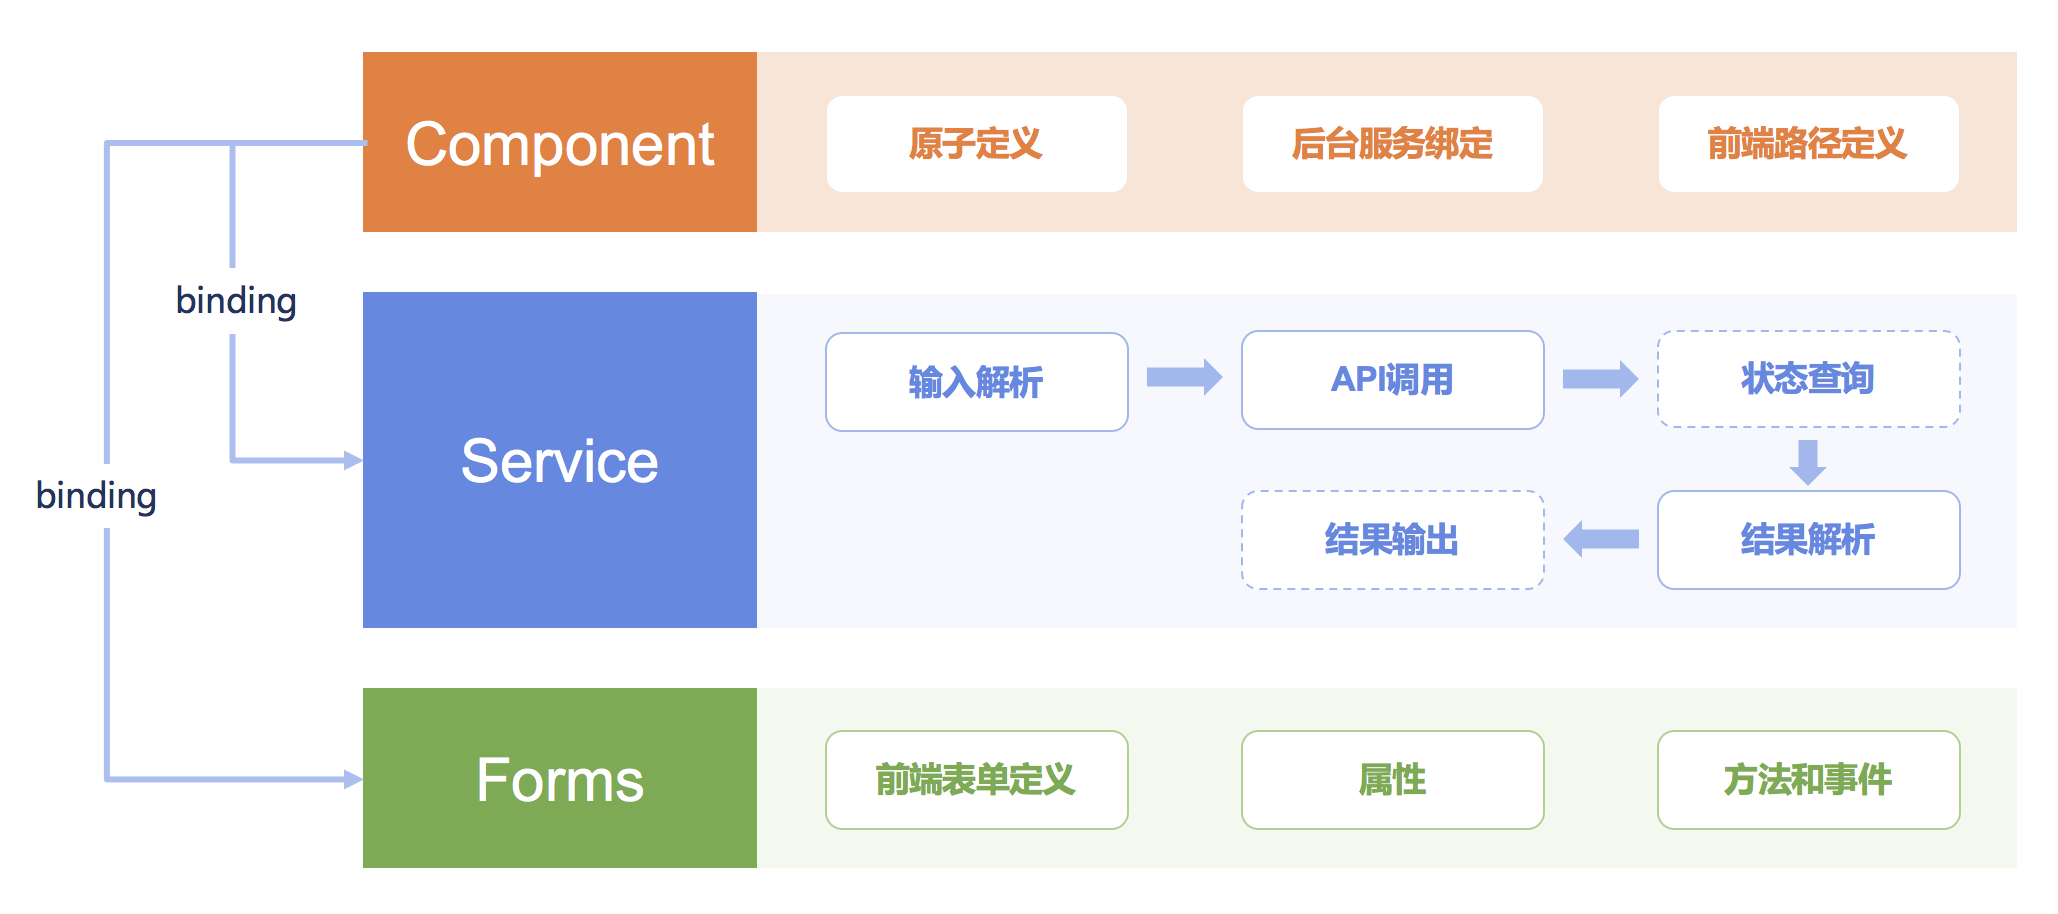 Component
原子定义
后台服务绑定
前端路径定义
binding
Service
输入解析
API调用
状态查询
结果输出
结果解析
binding
Forms
前端表单定义
属性
方法和事件